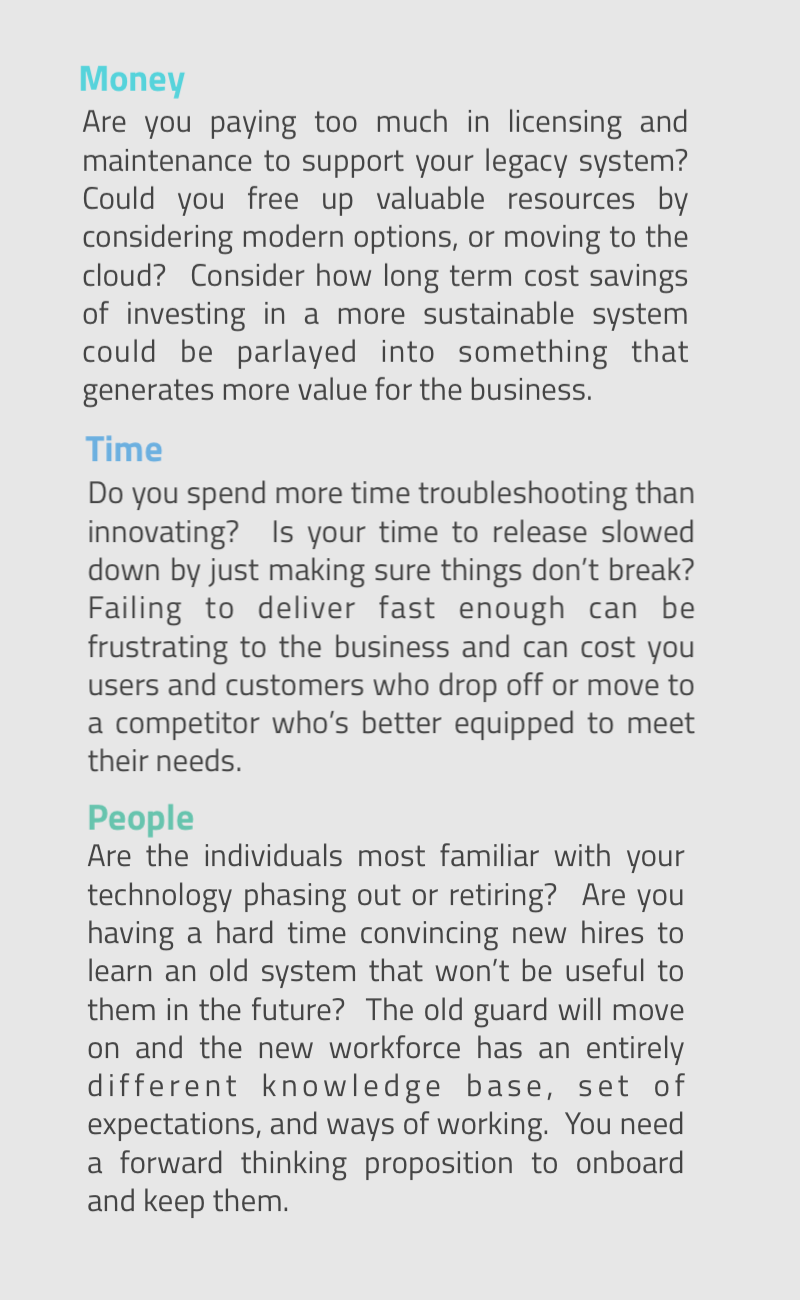 Money
Are you paying too much in licensing and
maintenance to support your legacy system?
Could you free up valuable resources by
considering modern options, or moving to the
cloud?  Consider how long term cost savings
of investing in a more sustainable system
could be parlayed into something that
generates more value for the business.
Time
Do you spend more time troubleshooting than
innovating?  Is your time to release slowed
down by just making sure things don’t break?
Failing to deliver fast enough can be
frustrating to the business and can cost you
users and customers who drop off or move to
a competitor who’s better equipped to meet
their needs.
People
Are the individuals most familiar with your
technology phasing out or retiring?  Are you
having a hard time convincing new hires to
learn an old system that won’t be useful to
them in the future?  The old guard will move
on and the new workforce has an entirely
different knowledge base, set of
expectations, and ways of working.  You need
a forward thinking proposition to onboard
and keep them.